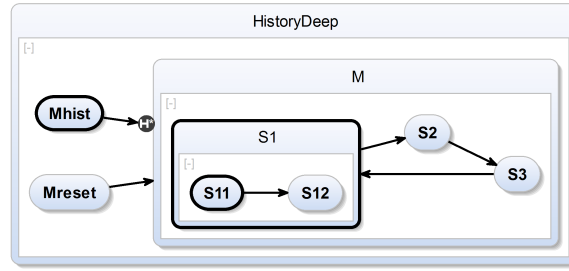 HistoryDeep
[-]
M
[-]
Mhist
H*
S1
S2
[-]
S3
Mreset
S11
S12